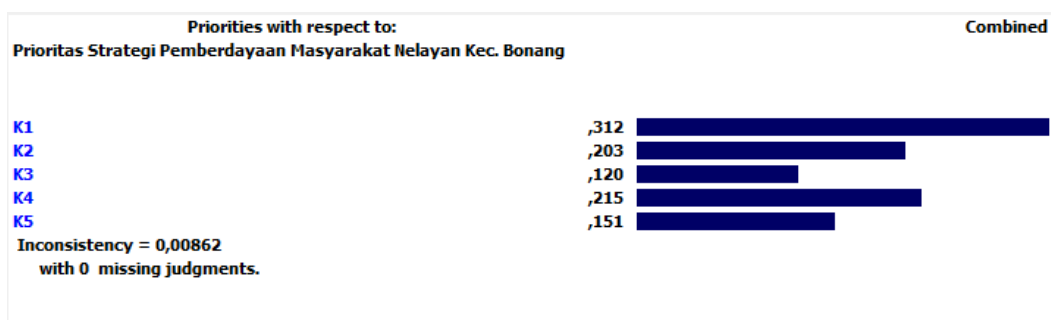 Priorities with respect to: Combined
Prioritas Strategi Pemberdayaan Masyarakat Nelayan Kec. Bonang
K1 ,312
K2 ,203
K3 ,120
K4 ,215
K5 ,151
Inconsistency = 0,00862
with 0 missing judgments.